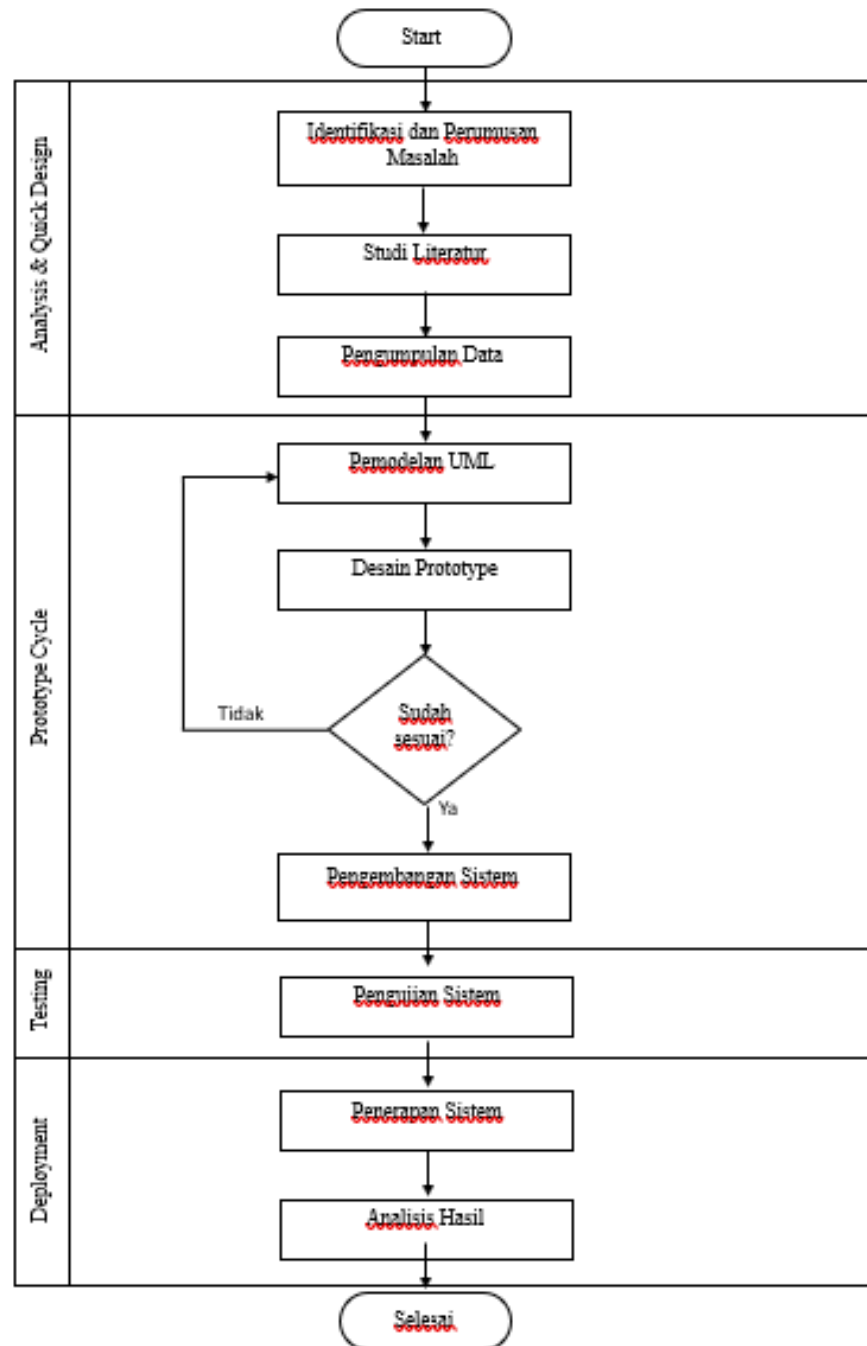 Start
Analysis & Quick Design
Identifikasi dan Perumusan
Masalah
Studi Literatur
Pengumpulan Data
Prototype Cycle
Pemodelan UML
Desain Prototype
Sudah
sesuai?
Tidak
Ya
Pengembangan Sistem
Testing
Pengujian Sistem
Deployment
Penerapan Sistem
Analisis Hasil
Selesai